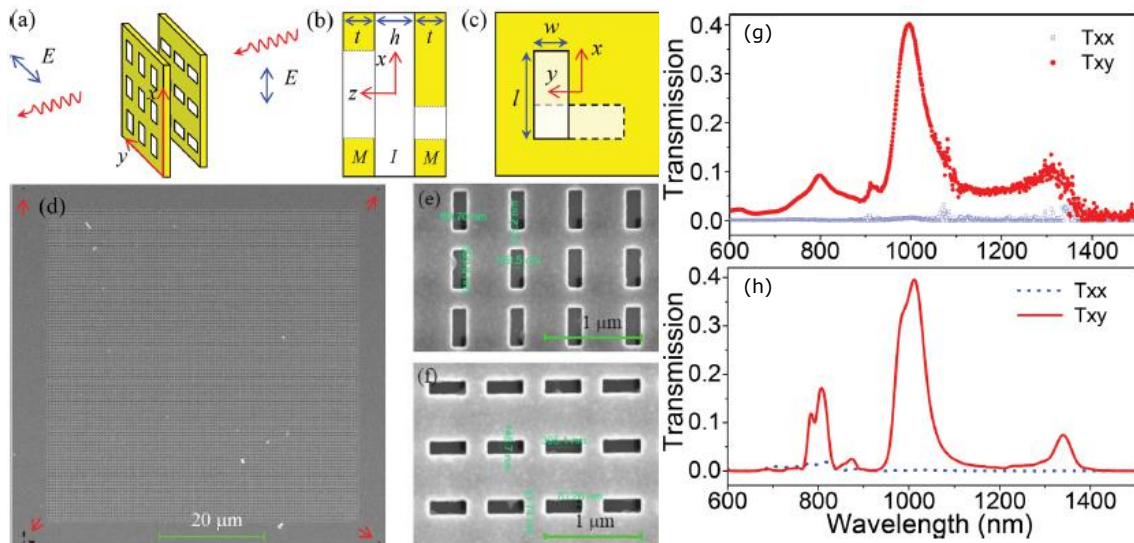 (a)
E
E
x
y
(b)
t
h
t
x
z
M
I
M
(c)
w
x
y
l
(d)
20 μm
(e)
1 μm
(f)
1 μm
(g)
Transmission
0.4
0.3
0.2
0.1
0.0
Txx
Txy
600 800 1000 1200 1400
(h)
Transmission
0.4
0.3
0.2
0.1
0.0
Txx
Txy
600 800 1000 1200 1400
Wavelength (nm)